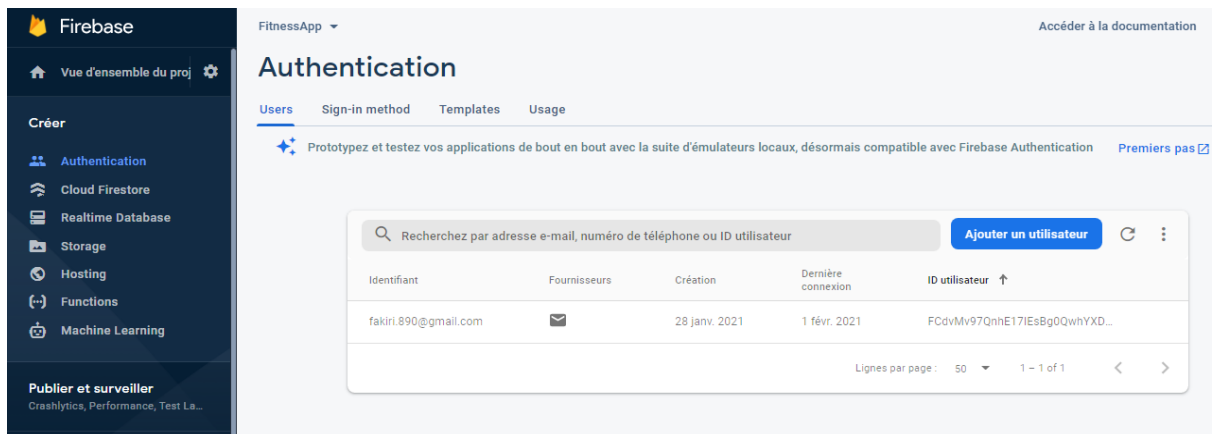 Firebase
FitnessApp
Accéder à la documentation
Vue d'ensemble du proj
Authentication
Users Sign-in method Templates Usage
Créer
Prototypez et testez vos applications de bout en bout avec la suite d'émulateurs locaux, désormais compatible avec Firebase Authentication Premiers pas
Authentication
Cloud Firestore
Realtime Database
Storage
Hosting
Functions
Machine Learning
Publier et surveiller
Crashlytics, Performance, Test La...
Recherchez par adresse e-mail, numéro de téléphone ou ID utilisateur
Ajouter un utilisateur
Identifiant Fournisseurs Création Dernière connexion ID utilisateur
fakiri.890@gmail.com 28 janv. 2021 1 févr. 2021 FCdvMv97QnhE17IEsBg0QwhYXD...
Lignes par page : 50 1 – 1 of 1